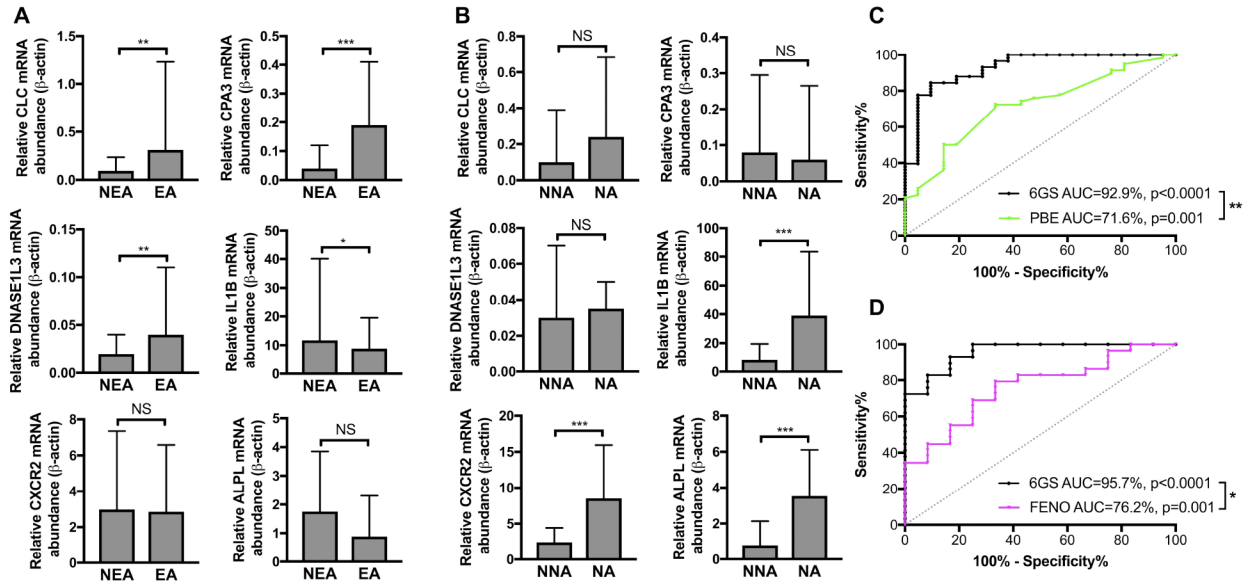 A
Relative CLC mRNA
abundance (β-actin)
1.5
1.0
0.5
0.0
**
NEA EA
Relative CPA3 mRNA
abundance (β-actin)
0.5
0.4
0.3
0.2
0.1
0.0
***
NEA EA
Relative DNASE1L3 mRNA
abundance (β-actin)
0.15
0.10
0.05
0.00
**
NEA EA
Relative IL1B mRNA
abundance (β-actin)
50
40
30
20
10
0
*
NEA EA
Relative CXCR2 mRNA
abundance (β-actin)
8
6
4
2
0
NS
NEA EA
Relative ALPL mRNA
abundance (β-actin)
5
4
3
2
1
0
NS
NEA EA
B
Relative CLC mRNA
abundance (β-actin)
0.8
0.6
0.4
0.2
0.0
NS
NNA NA
Relative CPA3 mRNA
abundance (β-actin)
0.4
0.3
0.2
0.1
0.0
NS
NNA NA
Relative DNASE1L3 mRNA
abundance (β-actin)
0.08
0.06
0.04
0.02
0.00
NS
NNA NA
Relative IL1B mRNA
abundance (β-actin)
100
80
60
40
20
0
***
NNA NA
Relative CXCR2 mRNA
abundance (β-actin)
20
15
10
5
0
***
NNA NA
Relative ALPL mRNA
abundance (β-actin)
8
6
4
2
0
***
NNA NA
C
Sensitivity%
100
80
60
40
20
0
6GS AUC=92.9%, p<0.0001
PBE AUC=71.6%, p=0.001
**
0 20 40 60 80 100
100% - Specificity%
D
Sensitivity%
100
80
60
40
20
0
6GS AUC=95.7%, p<0.0001
FENO AUC=76.2%, p=0.001
*
0 20 40 60 80 100
100% - Specificity%